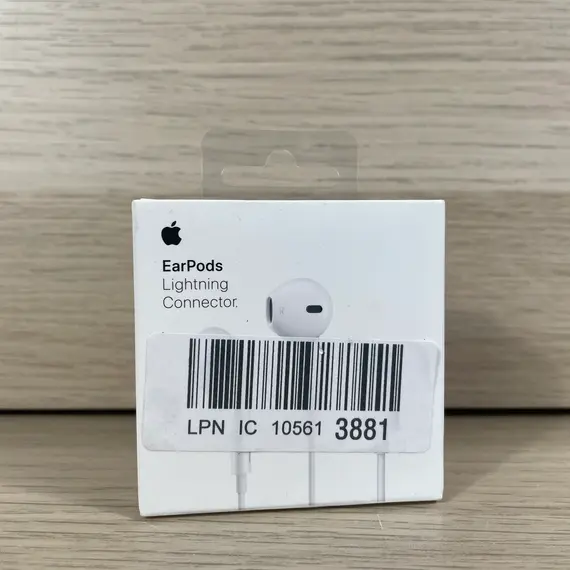 EarPods
Lightning
Connector
LPN IC 10561 3881